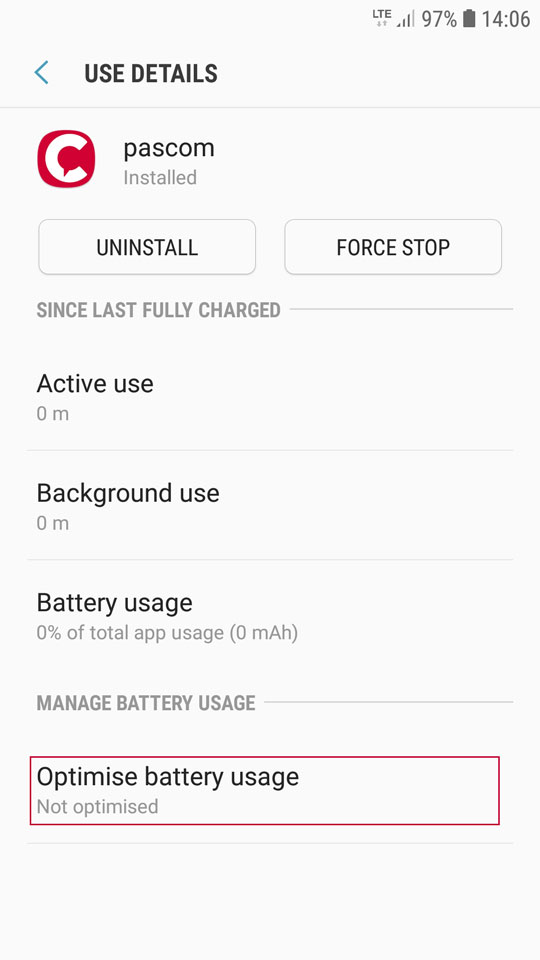 LTE 97% 14:06
USE DETAILS
pascom
Installed
UNINSTALL FORCE STOP
SINCE LAST FULLY CHARGED
Active use
0 m
Background use
0 m
Battery usage
0% of total app usage (0 mAh)
MANAGE BATTERY USAGE
Optimise battery usage
Not optimised